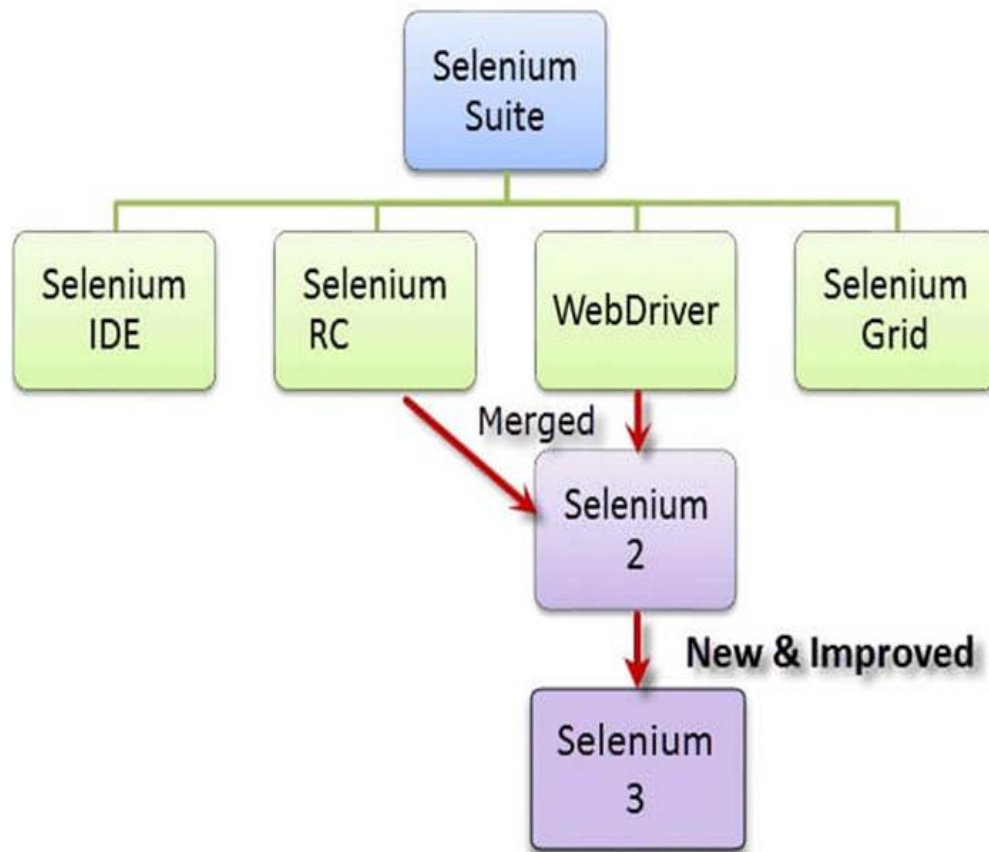 Selenium
Suite
Selenium
IDE
Selenium
RC
WebDriver
Selenium
Grid
Merged
Selenium
2
New & Improved
Selenium
3